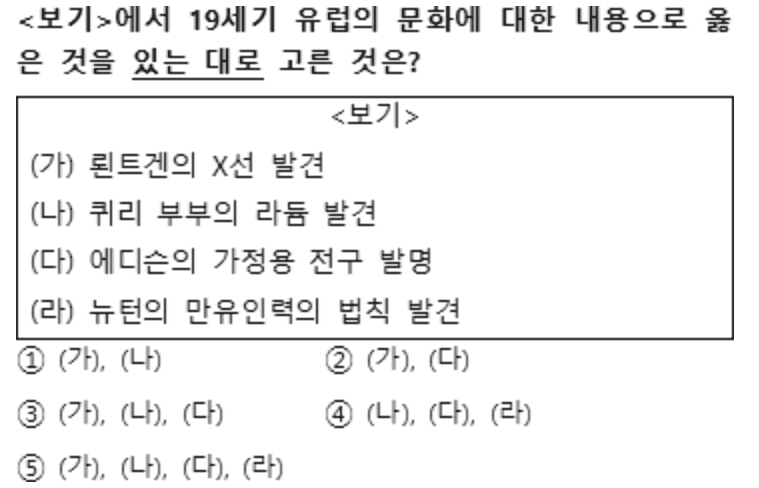 <보기>에서 19세기 유럽의 문화에 대한 내용으로 옳
은 것을 있는 대로 고른 것은?
<보기>
(가) 뢴트겐의 X선 발견
(나) 퀴리 부부의 라듐 발견
(다) 에디슨의 가정용 전구 발명
(라) 뉴턴의 만유인력의 법칙 발견
① (가), (나) ② (가), (다)
③ (가), (나), (다) ④ (나), (다), (라)
⑤ (가), (나), (다), (라)